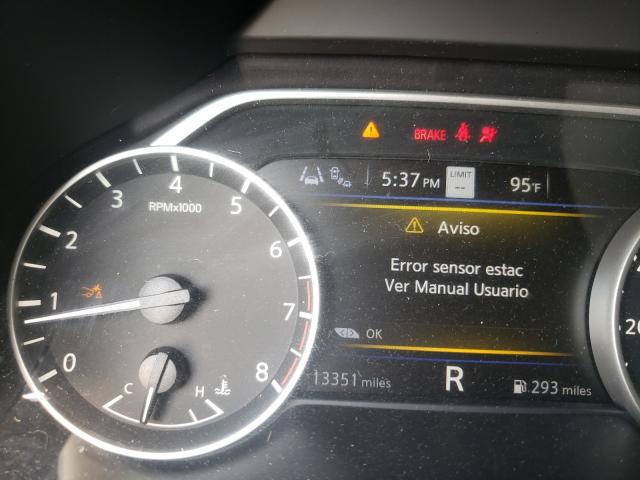 BRAKE
5:37 PM
LIMIT
--
95°F
Aviso
Error sensor estac
Ver Manual Usuario
OK
13351 miles
R
293 miles
RPMx1000
0
1
2
3
4
5
6
7
8
C
H
20